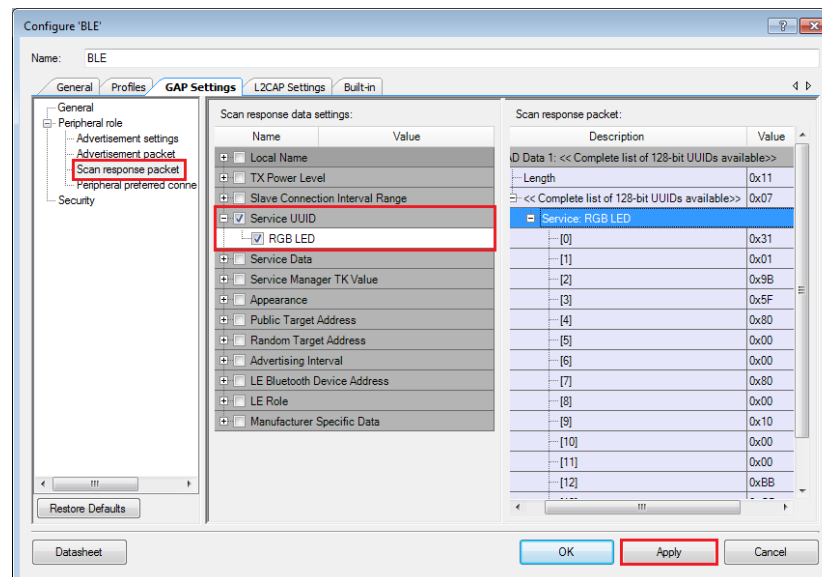 Configure 'BLE'
Name: BLE
General Profiles GAP Settings L2CAP Settings Built-in
General
Peripheral role
Advertisement settings
Advertisement packet
Scan response packet
Peripheral preferred conne
Security
Restore Defaults
Scan response data settings:
Name Value
Local Name
TX Power Level
Slave Connection Interval Range
Service UUID
RGB LED
Service Data
Service Manager TK Value
Appearance
Public Target Address
Random Target Address
Advertising Interval
LE Bluetooth Device Address
LE Role
Manufacturer Specific Data
Scan response packet:
Description Value
AD Data 1: << Complete list of 128-bit UUIDs available>>
Length 0x11
<< Complete list of 128-bit UUIDs available>> 0x07
Service: RGB LED
[0] 0x31
[1] 0x01
[2] 0x9B
[3] 0x5F
[4] 0x80
[5] 0x00
[6] 0x00
[7] 0x80
[8] 0x00
[9] 0x10
[10] 0x00
[11] 0x00
[12] 0xBB
Datasheet OK Apply Cancel